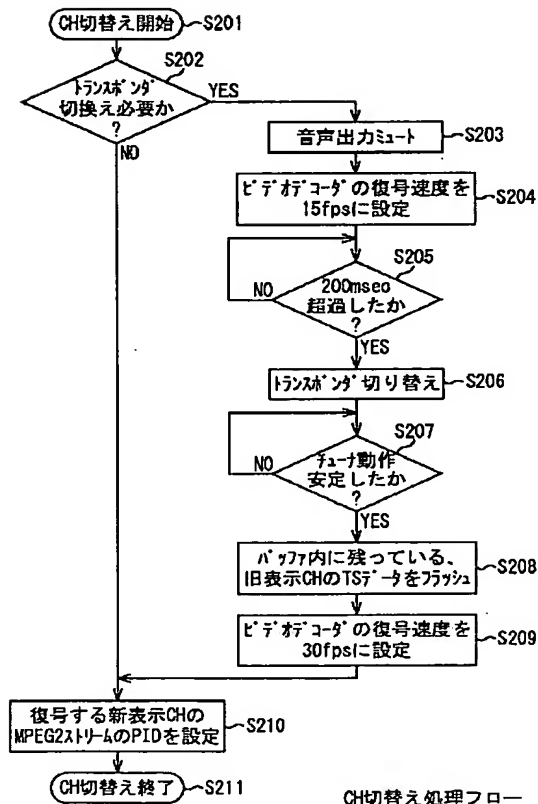 CH切替え開始
S201
S202
トランスポンダ
切換え必要か
?
YES
NO
音声出力ミュート
S203
ビデオデコーダの復号速度を
15fpsに設定
S204
S205
200mseo
超過したか
?
NO
YES
トランスポンダ切り替え
S206
S207
チューナ動作
安定したか
?
NO
YES
バッファ内に残っている、
旧表示CHのTSデータをフラッシュ
S208
ビデオデコーダの復号速度を
30fpsに設定
S209
復号する新表示CHの
MPEG2ストリームのPIDを設定
S210
CH切替え終了
S211
CH切替え処理フロー